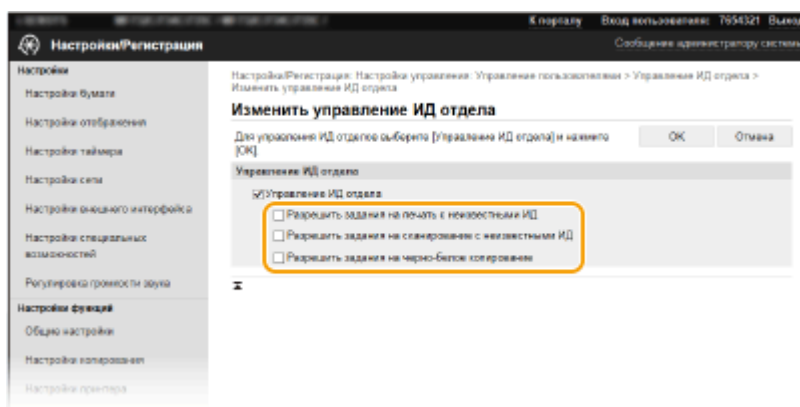 К порталу Вход пользователя: 7654321 Выход
Настройки/Регистрация
Сообщение администратору системы
Настройки
Настройки бумаги
Настройки отображения
Настройки таймера
Настройки сети
Настройки внешнего интерфейса
Настройки специальных
возможностей
Регулировка громкости звука
Настройки функций
Общие настройки
Настройки копирования
Настройки принтера
Настройка/Регистрация: Настройки управления: Управление пользователями > Управление ИД отдела >
Изменить управление ИД отдела
Изменить управление ИД отдела
Для управления ИД отделов выберите [Управление ИД отдела] и нажмите
[OK].
OK Отмена
Управление ИД отдела
Управление ИД отдела
Разрешить задания на печать с неизвестными ИД
Разрешить задания на сканирование с неизвестными ИД
Разрешить задания на черно-белое копирование